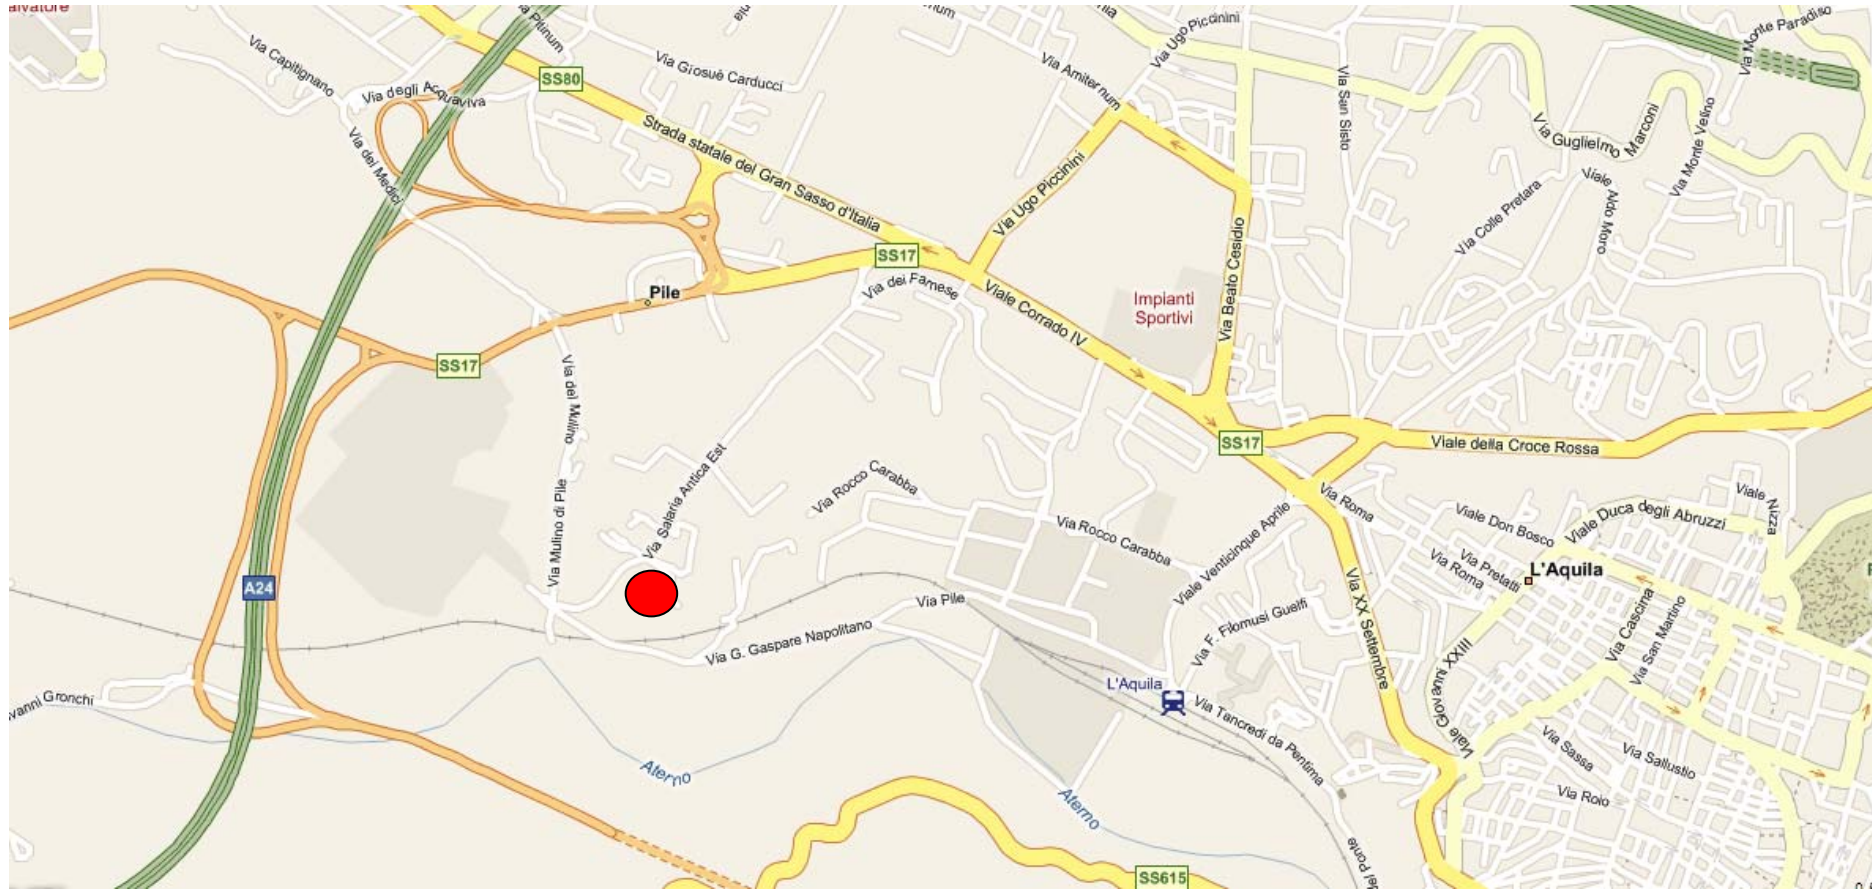 Via Capitignano
Via degli Acquaviva
Via dei Medici
Via Pitinum
SS80
Via Giosuè Carducci
Strada statale del Gran Sasso d'Italia
Via Amiternum
Via Ugo Piccinini
Via Ugo Piccinini
Via San Sisto
Via Guglielmo Marconi
Via Monte Velino
Via Monte Paradiso
Viale Aldo Moro
Via Colle Pretara
Via Beato Cesidio
Impianti
Sportivi
SS17
Via dei Farnese
Viale Corrado IV
Pile
SS17
Via del Mulino
Via Mulino di Pile
Via Salaria Antica Est
Via Rocco Carabba
Via Rocco Carabba
SS17
Viale della Croce Rossa
Via Roma
Viale Don Bosco
Viale Duca degli Abruzzi
Viale Nizza
Via Roma
Via Prelatti
L'Aquila
Viale Venticinque Aprile
Via XX Settembre
Via F. Filomusi Guelfi
Via Cascina
Via San Martino
Viale Giovanni XXIII
A24
Via Pile
Via G. Gaspare Napolitano
L'Aquila
Via Tancredi da Pentima
Via Sassa
Via Sallustio
Via Roio
vanni Gronchi
Aterno
Aterno
del Ponte
SS615